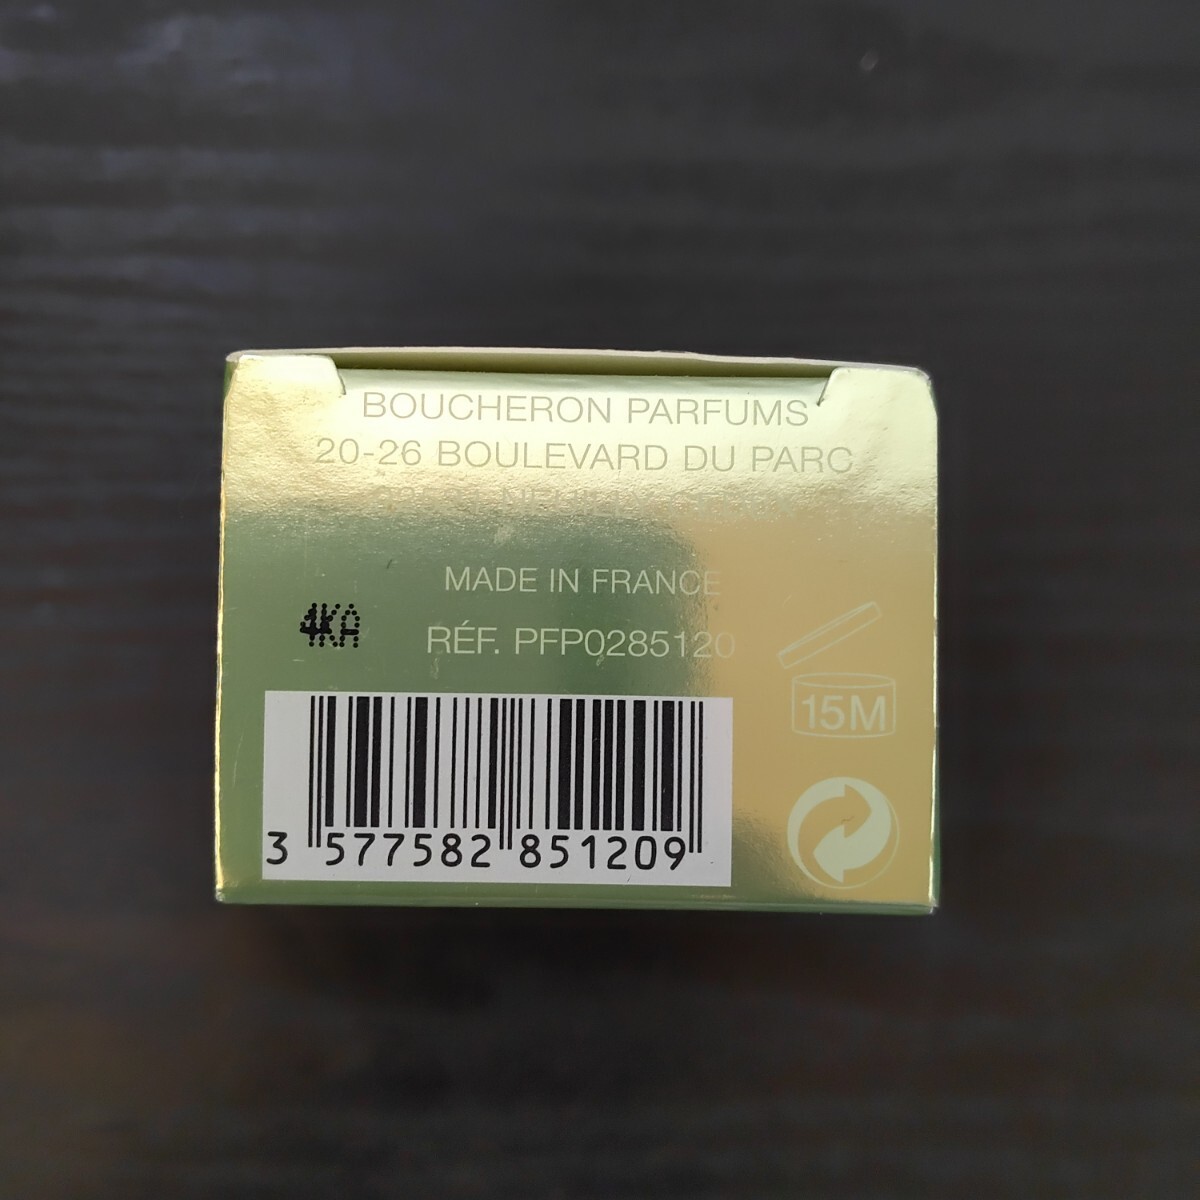 BOUCHERON PARFUMS
20-26 BOULEVARD DU PARC
MADE IN FRANCE
4KA
RÉF. PFP0285120
15M
3 577582 851209